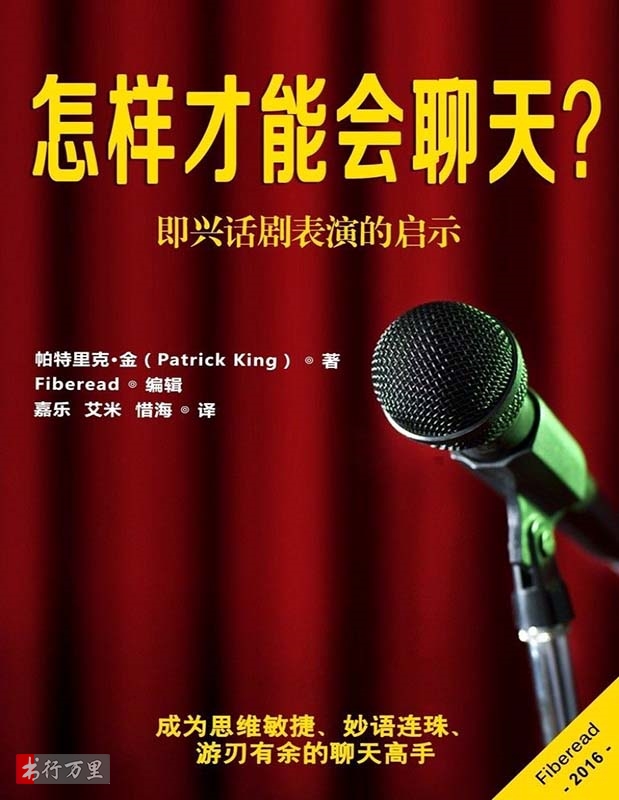 怎样才能会聊天?
即兴话剧表演的启示
帕特里克·金（Patrick King）◎ 著
Fiberead ◎ 编辑
嘉乐 艾米 惜海 ◎ 译
成为思维敏捷、妙语连珠、
游刃有余的聊天高手
书行万里
Fiberead
- 2016 -